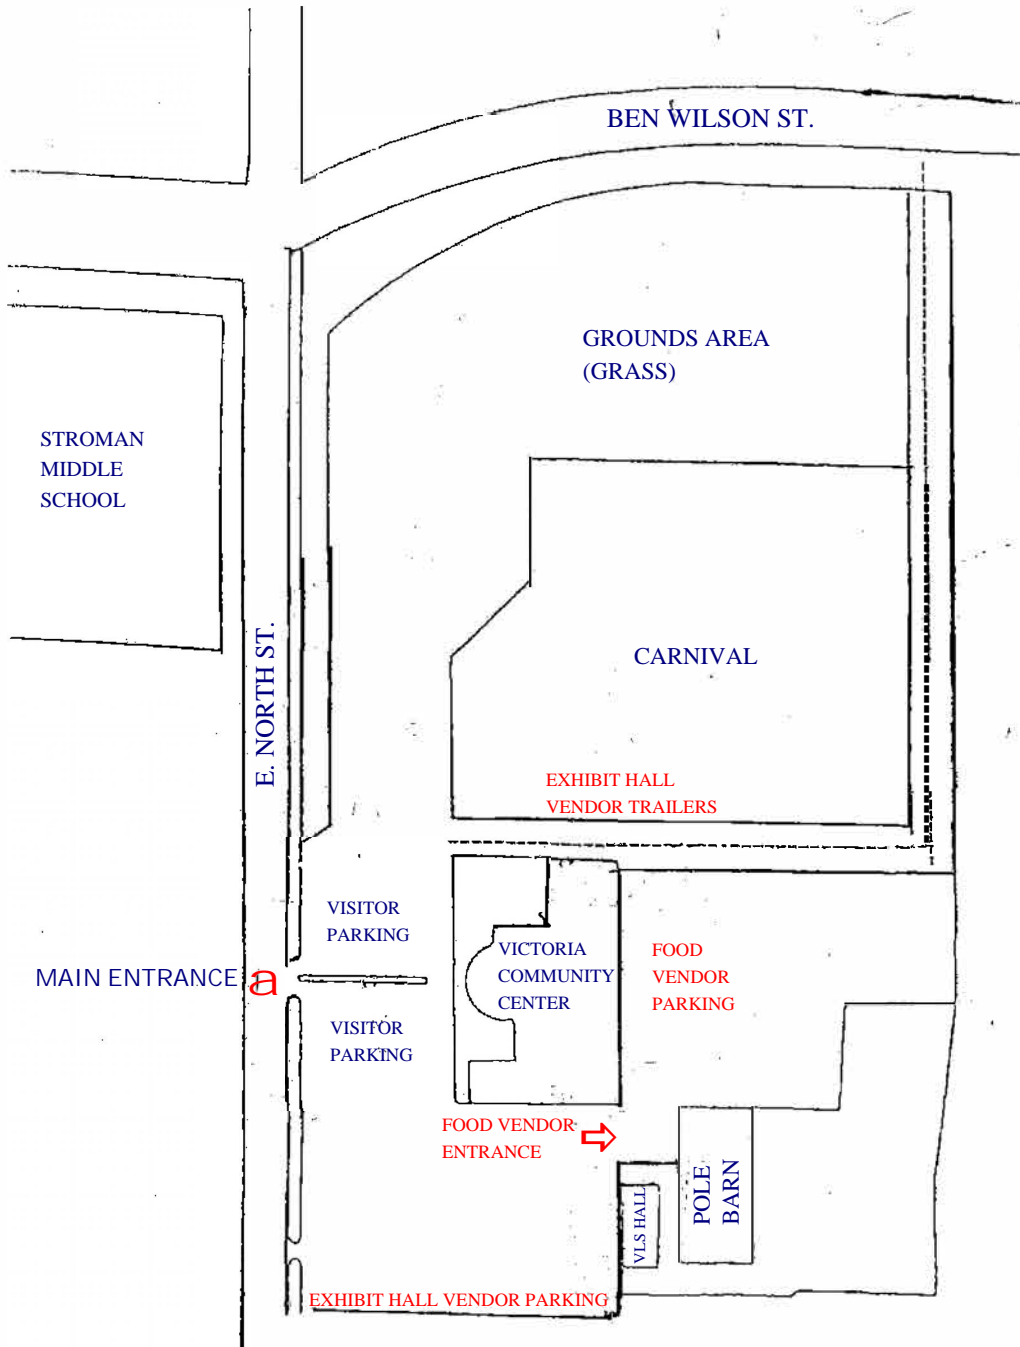 BEN WILSON ST.
GROUNDS AREA
(GRASS)
STROMAN
MIDDLE
SCHOOL
E. NORTH ST.
CARNIVAL
EXHIBIT HALL
VENDOR TRAILERS
VISITOR
PARKING
MAIN ENTRANCE a
VICTORIA
COMMUNITY
CENTER
FOOD
VENDOR
PARKING
VISITOR
PARKING
FOOD VENDOR
ENTRANCE
POLE
BARN
VLS HALL
EXHIBIT HALL VENDOR PARKING